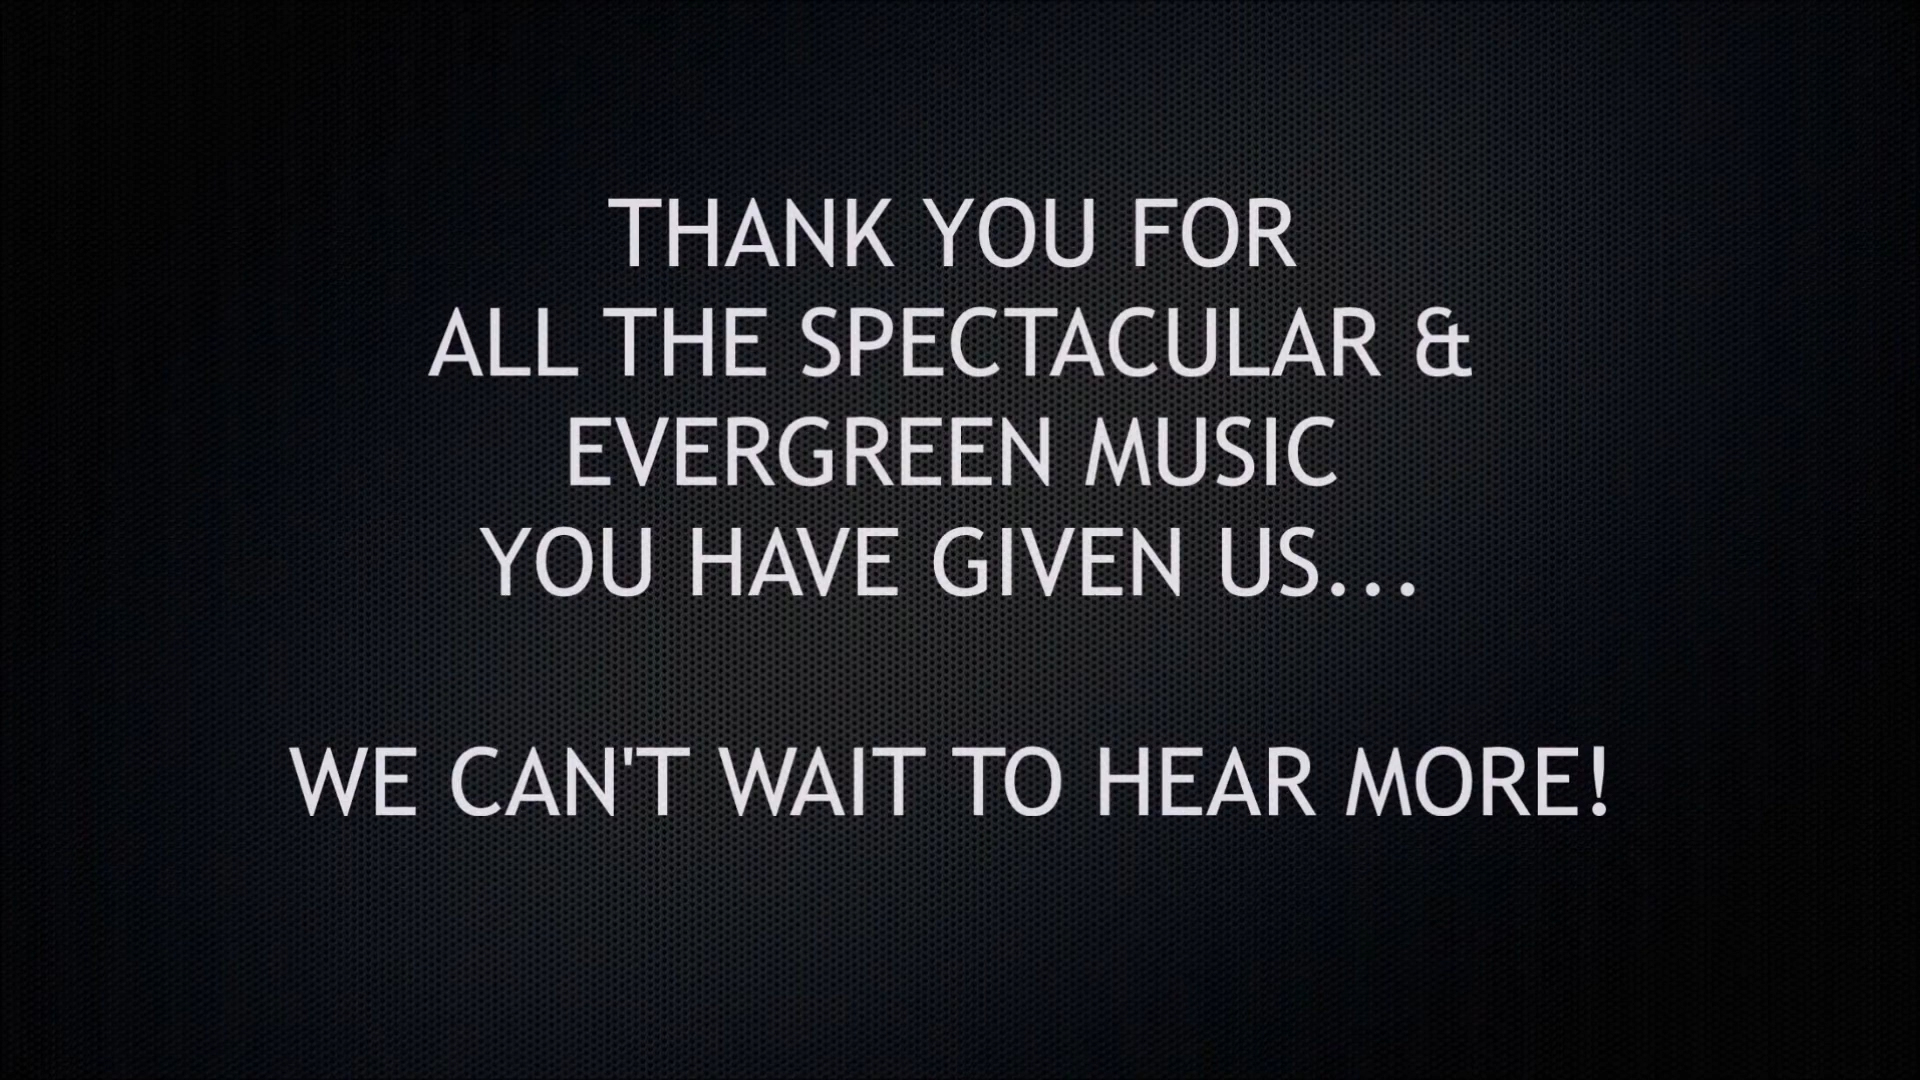 THANK YOU FOR
ALL THE SPECTACULAR &
EVERGREEN MUSIC
YOU HAVE GIVEN US...
WE CAN'T WAIT TO HEAR MORE!